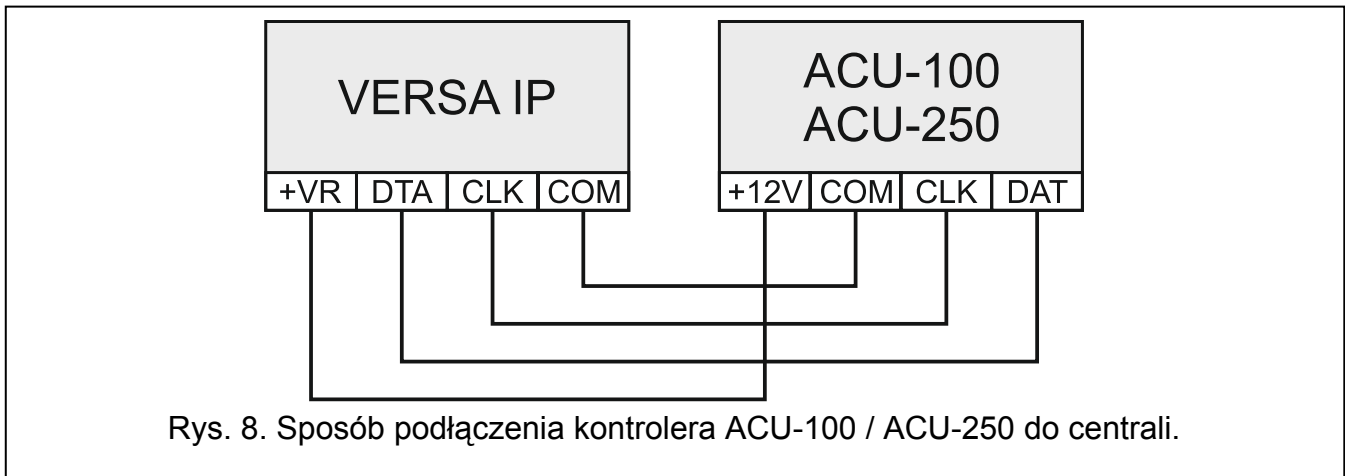 VERSA IP
ACU-100
ACU-250
+VR DTA CLK COM
+12V COM CLK DAT
Rys. 8. Sposób podłączenia kontrolera ACU-100 / ACU-250 do centrali.